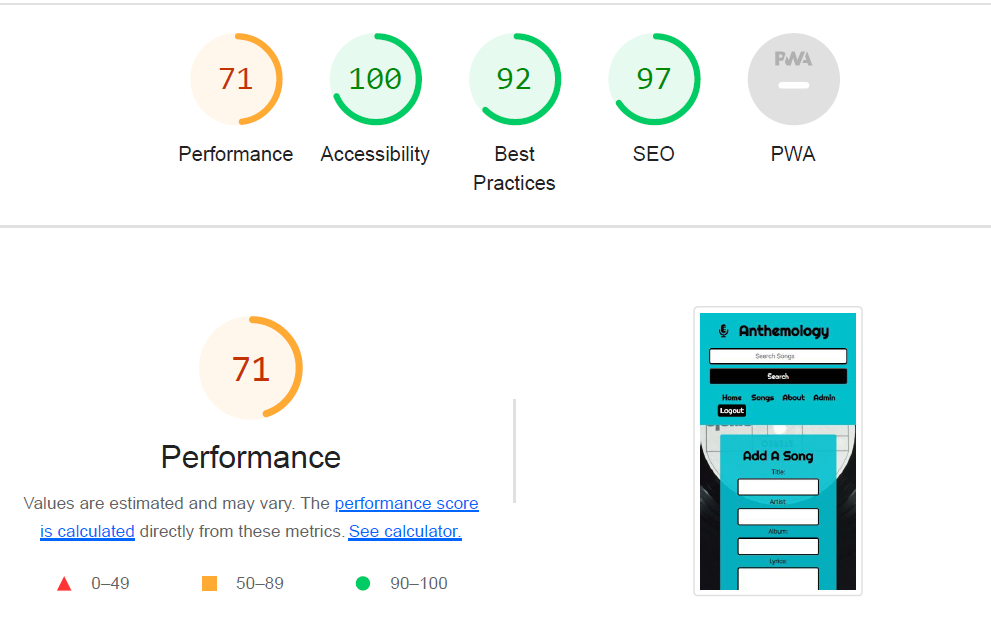 71
100
92
97
PWA
Performance
Accessibility
Best
Practices
SEO
PWA
71
Performance
Values are estimated and may vary. The performance score
is calculated directly from these metrics. See calculator.
0–49
50–89
90–100
Anthemology
Search Songs
Search
Home Songs About Admin
Logout
Add A Song
Title:
Artist:
Album:
Lyrics: